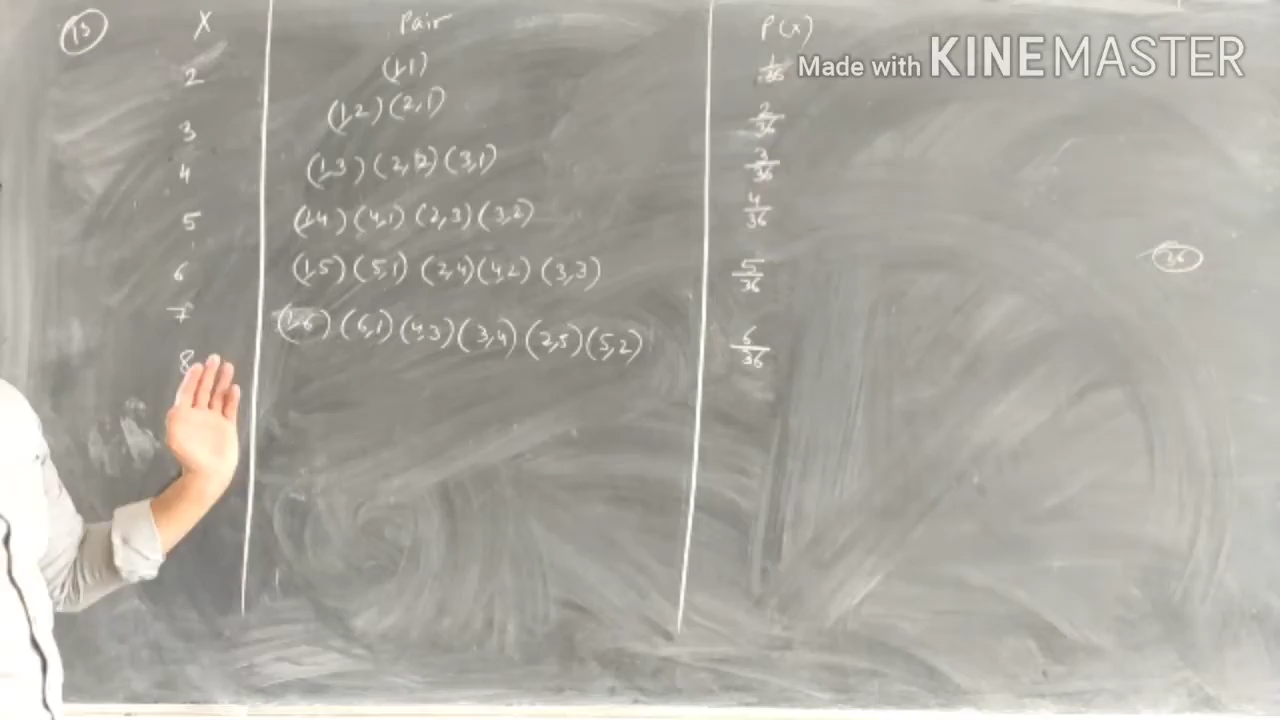 13 X Pair P(x)
Made with KINEMASTER
2 (1,1) 1/36
3 (1,2) (2,1) 2/36
4 (1,3) (2,2) (3,1) 3/36
5 (1,4) (4,1) (2,3) (3,2) 4/36
6 (1,5) (5,1) (2,4) (4,2) (3,3) 5/36
36
7 (1,6) (6,1) (4,3) (3,4) (2,5) (5,2) 6/36
8